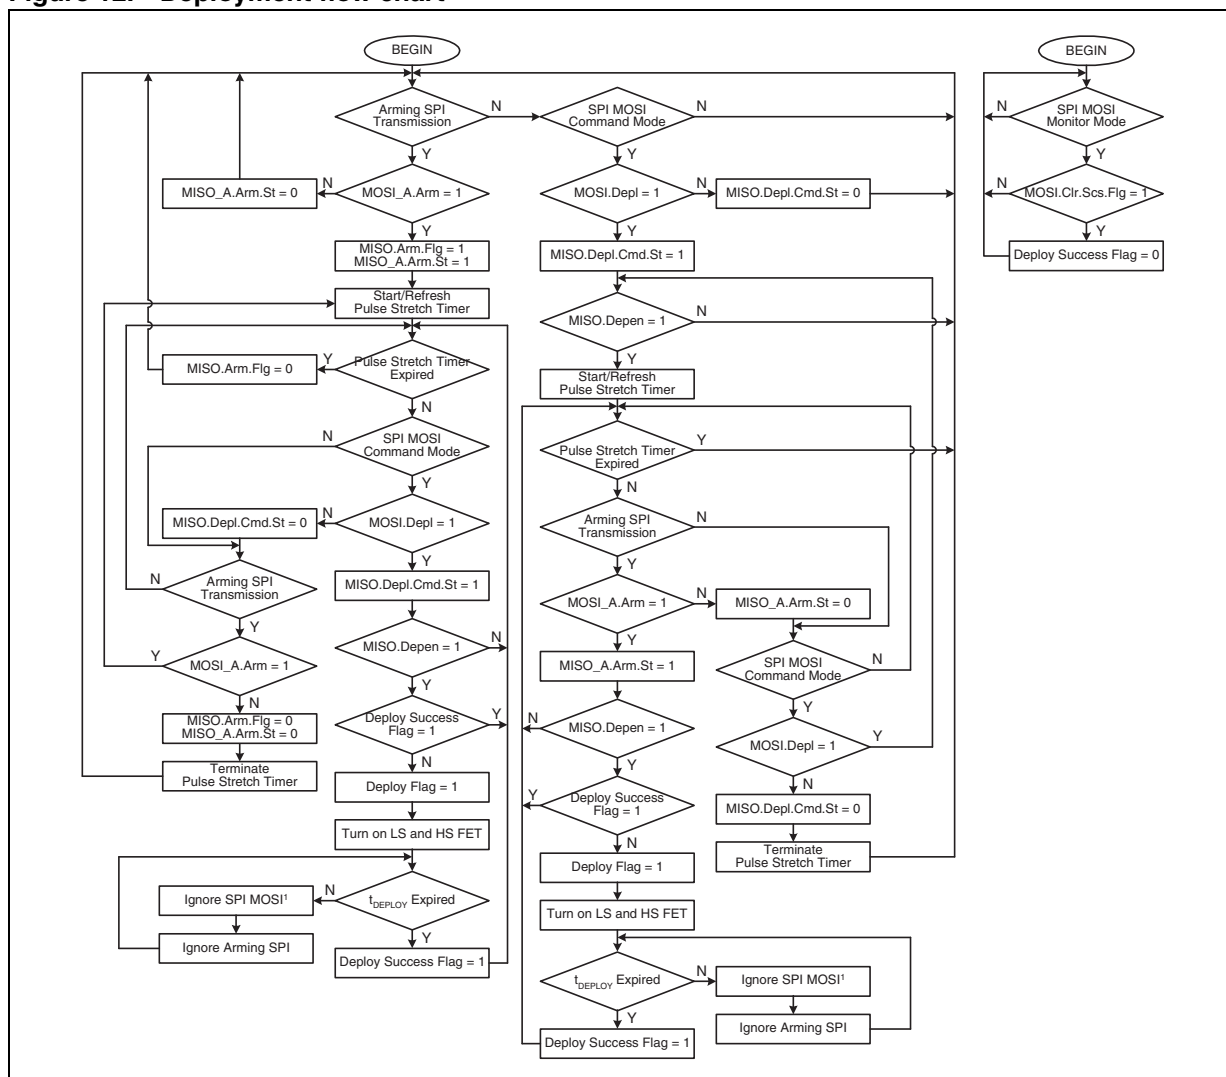 Figure 12. Deployment flow chart
BEGIN
Arming SPI
Transmission
N
Y
MOSI_A.Arm = 1
N
MISO_A.Arm.St = 0
Y
MISO.Arm.Flg = 1
MISO_A.Arm.St = 1
Start/Refresh
Pulse Stretch Timer
Pulse Stretch Timer
Expired
Y
MISO.Arm.Flg = 0
N
SPI MOSI
Command Mode
N
Y
MOSI.Depl = 1
N
MISO.Depl.Cmd.St = 0
Y
Arming SPI
Transmission
N
Y
MOSI_A.Arm = 1
Y
N
MISO.Arm.Flg = 0
MISO_A.Arm.St = 0
Terminate
Pulse Stretch Timer
MISO.Depl.Cmd.St = 1
MISO.Depen = 1
N
Y
Deploy Success
Flag = 1
Y
N
Deploy Flag = 1
Turn on LS and HS FET
tDEPLOY Expired
N
Ignore SPI MOSI¹
Ignore Arming SPI
Y
Deploy Success Flag = 1
SPI MOSI
Command Mode
N
Y
MOSI.Depl = 1
N
MISO.Depl.Cmd.St = 0
Y
MISO.Depl.Cmd.St = 1
MISO.Depen = 1
N
Y
Start/Refresh
Pulse Stretch Timer
Pulse Stretch Timer
Expired
Y
N
Arming SPI
Transmission
N
Y
MOSI_A.Arm = 1
N
MISO_A.Arm.St = 0
Y
MISO_A.Arm.St = 1
SPI MOSI
Command Mode
N
Y
MOSI.Depl = 1
Y
N
MISO.Depl.Cmd.St = 0
Terminate
Pulse Stretch Timer
MISO.Depen = 1
N
Y
Deploy Success
Flag = 1
Y
N
Deploy Flag = 1
Turn on LS and HS FET
tDEPLOY Expired
N
Ignore SPI MOSI¹
Ignore Arming SPI
Y
Deploy Success Flag = 1
BEGIN
SPI MOSI
Monitor Mode
N
Y
MOSI.Clr.Scs.Flg = 1
N
Y
Deploy Success Flag = 0